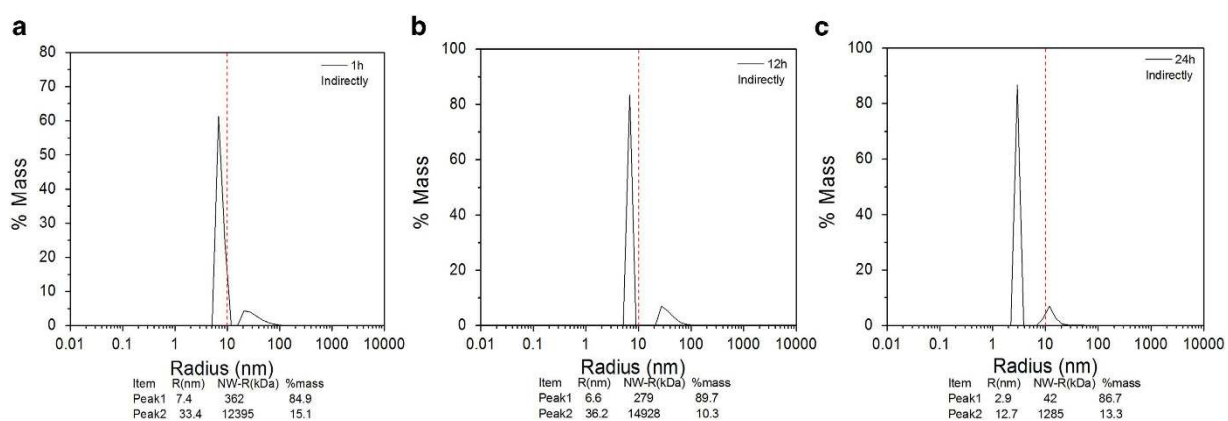 a
80
70
60
50
40
30
20
10
0
% Mass
1h
Indirectly
0.01 0.1 1 10 100 1000 10000
Radius (nm)
Item R(nm) NW-R(kDa) %mass
Peak1 7.4 362 84.9
Peak2 33.4 12395 15.1
b
100
80
60
40
20
0
% Mass
12h
Indirectly
0.01 0.1 1 10 100 1000 10000
Radius (nm)
Item R(nm) NW-R(kDa) %mass
Peak1 6.6 279 89.7
Peak2 36.2 14928 10.3
c
100
80
60
40
20
0
% Mass
24h
Indirectly
0.01 0.1 1 10 100 1000 10000
Radius (nm)
Item R(nm) NW-R(kDa) %mass
Peak1 2.9 42 86.7
Peak2 12.7 1285 13.3